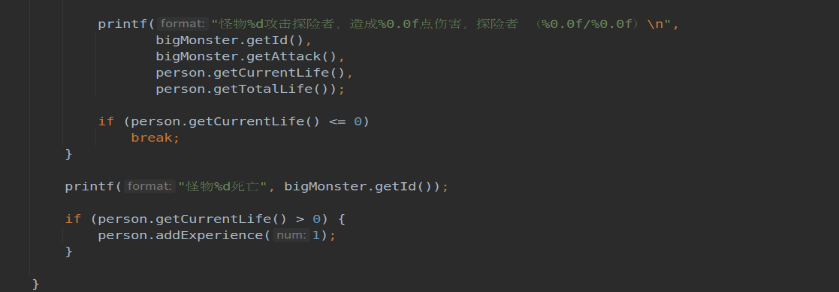 printf( format: "怪物%d攻击探险者，造成%0.0f点伤害，探险者 （%0.0f/%0.0f）\n",
bigMonster.getId(),
bigMonster.getAttack(),
person.getCurrentLife(),
person.getTotalLife());
if (person.getCurrentLife() <= 0)
break;
}
printf( format: "怪物%d死亡", bigMonster.getId());
if (person.getCurrentLife() > 0) {
person.addExperience( num: 1);
}
}